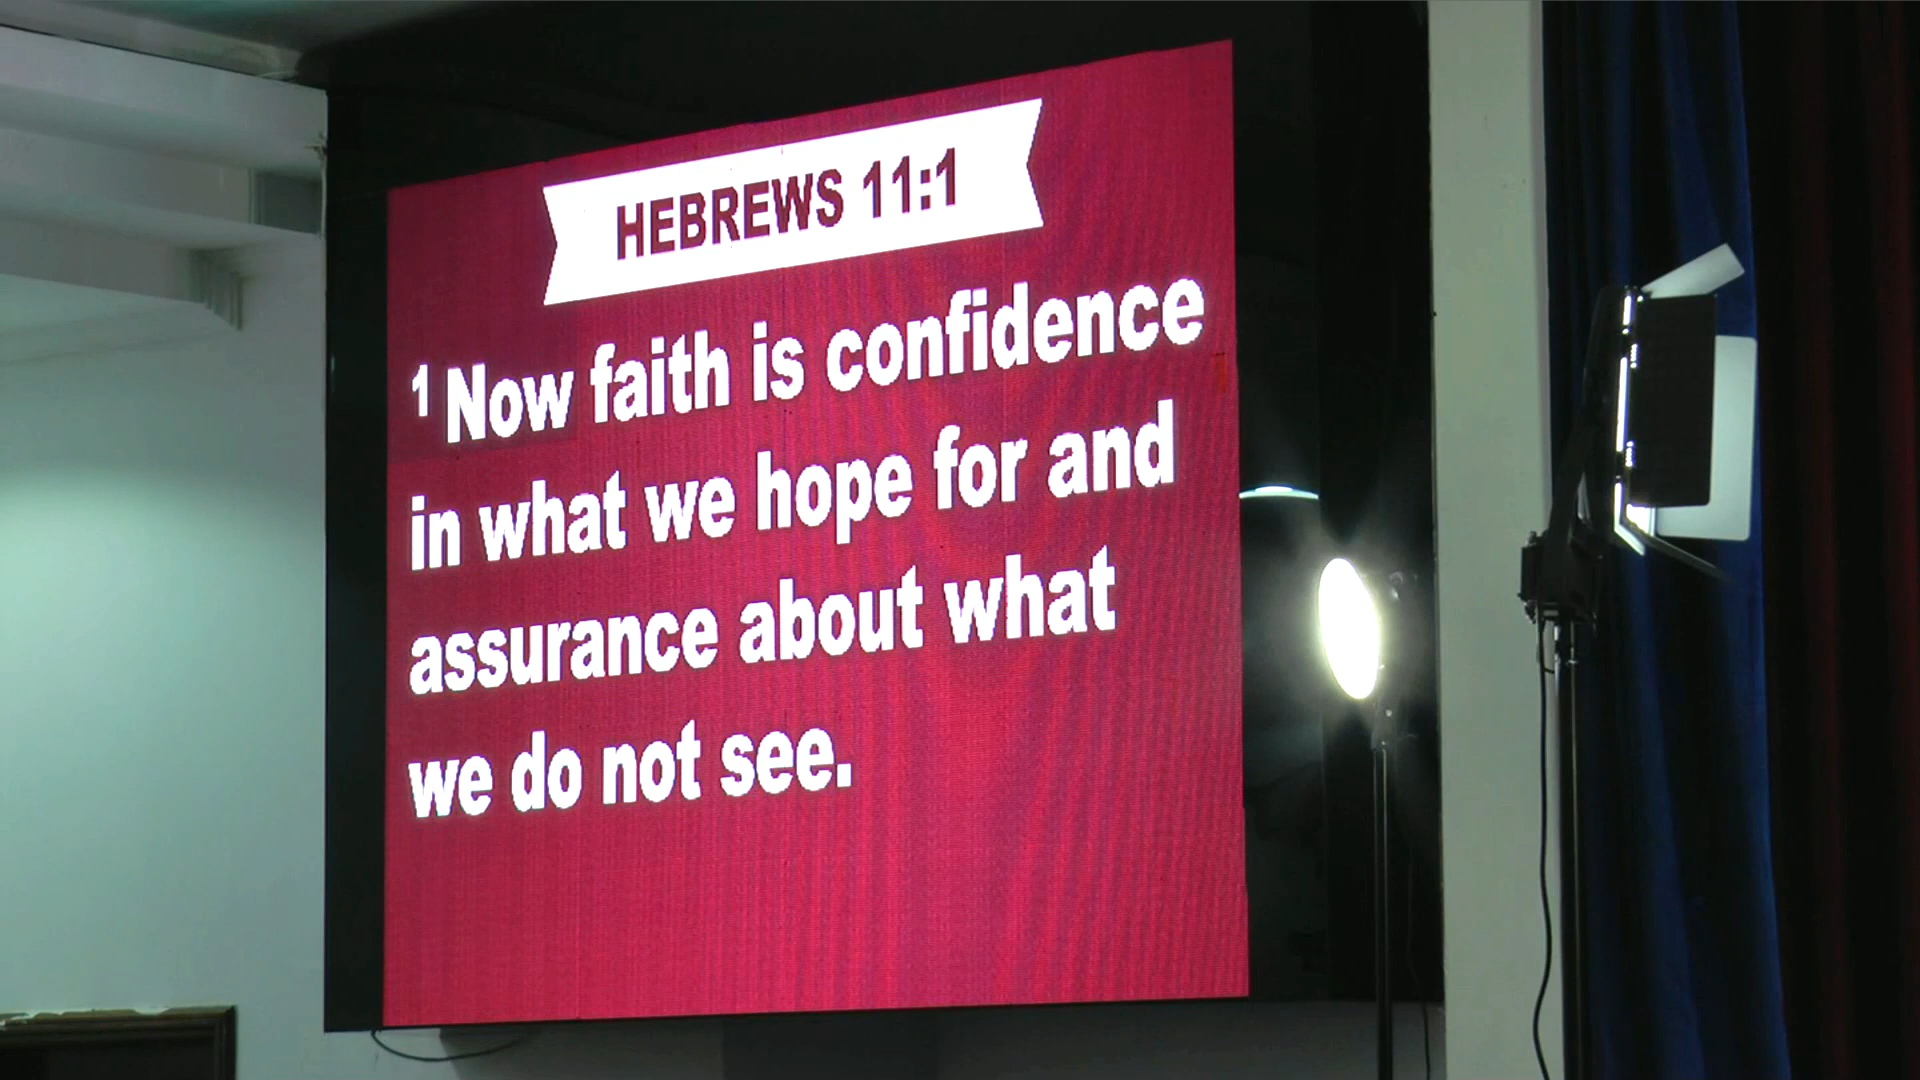 HEBREWS 11:1
1 Now faith is confidence
in what we hope for and
assurance about what
we do not see.